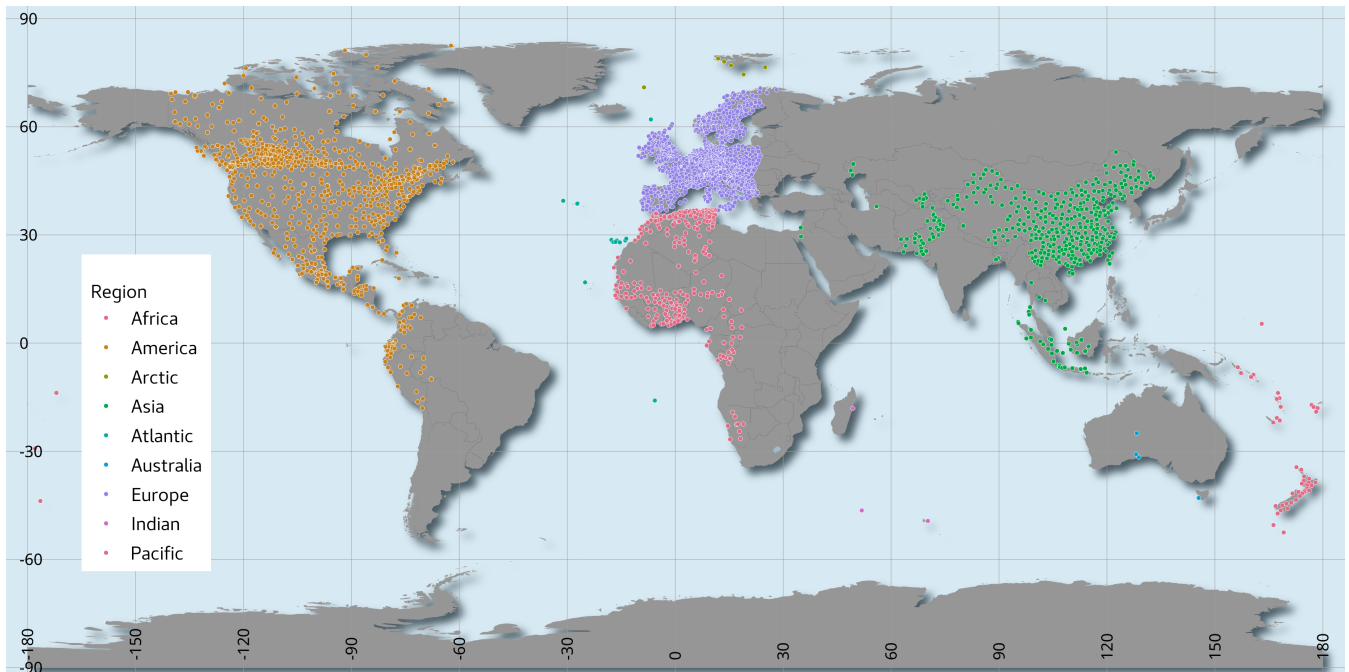 90
60
30
0
-30
-60
-90
Region
Africa
America
Arctic
Asia
Atlantic
Australia
Europe
Indian
Pacific
-180 -150 -120 -90 -60 -30 0 30 60 90 120 150 180